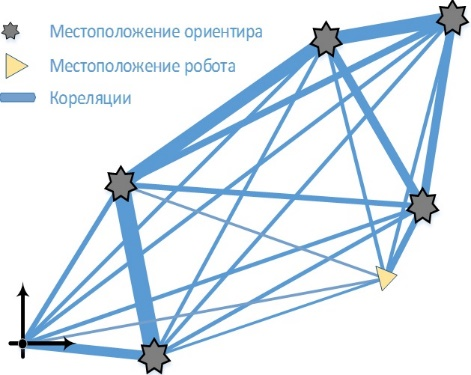 Местоположение ориентира
Местоположение робота
Кореляции